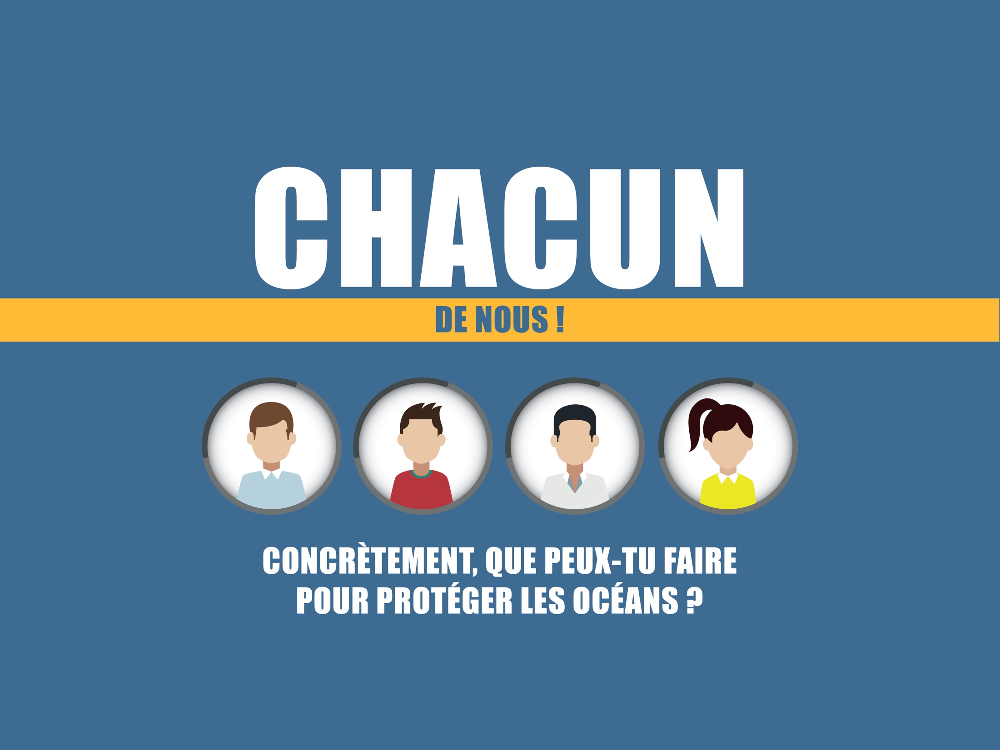 CHACUN
DE NOUS !
CONCRÈTEMENT, QUE PEUX-TU FAIRE
POUR PROTÉGER LES OCÉANS ?